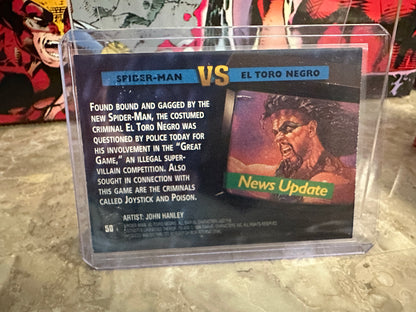 SPIDER-MAN VS EL TORO NEGRO
FOUND BOUND AND GAGGED BY THE
NEW SPIDER-MAN, THE COSTUMED
CRIMINAL EL TORO NEGRO WAS
QUESTIONED BY POLICE TODAY FOR
HIS INVOLVEMENT IN THE "GREAT
GAME," AN ILLEGAL SUPER-
VILLAIN COMPETITION. ALSO
SOUGHT IN CONNECTION WITH
THIS GAME ARE THE CRIMINALS
CALLED JOYSTICK AND POISON.
News Update
ARTIST: JOHN HANLEY
50